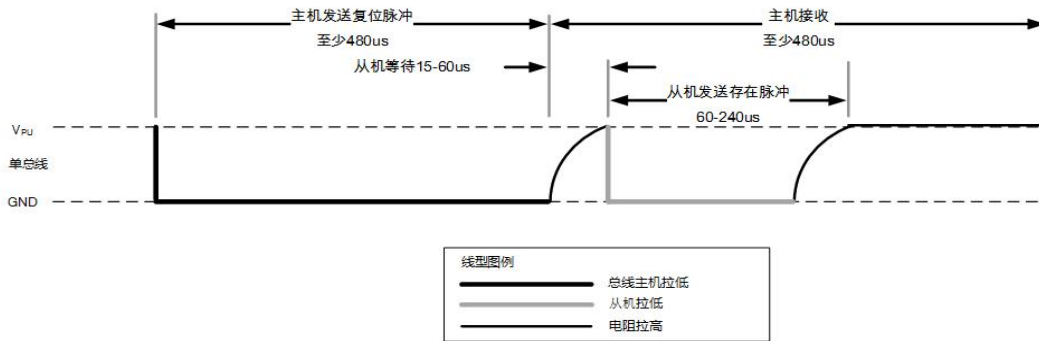 主机发送复位脉冲
至少480us
主机接收
至少480us
从机等待15-60us
从机发送存在脉冲
60-240us
VPU
单总线
GND
线型图例
总线主机拉低
从机拉低
电阻拉高